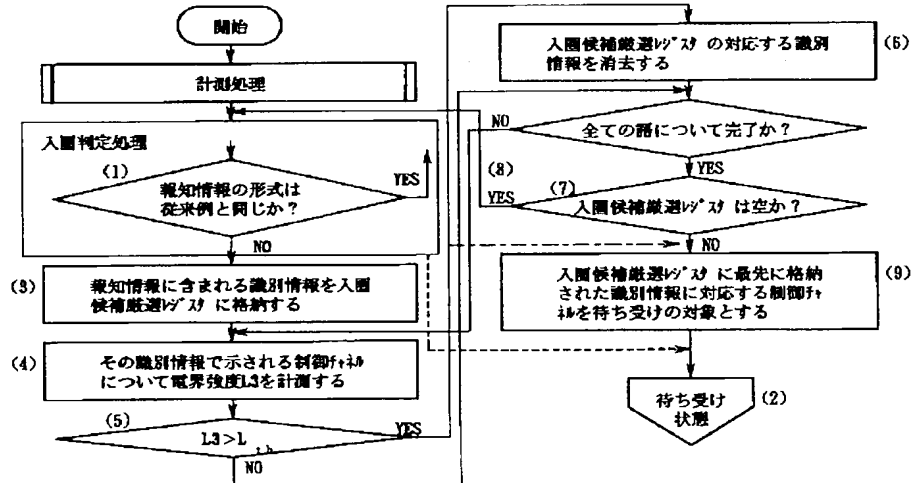 開始
計測処理
入圏判定処理
(1)
報知情報の形式は
従来例と同じか?
YES
NO
(3)
報知情報に含まれる識別情報を入圏
候補厳選レジスタ に格納する
(4)
その識別情報で示される制御チャネル
について電界強度L3を計測する
(5)
L3>L th
YES
NO
入圏候補厳選レジスタ の対応する識別
情報を消去する
(6)
NO
全ての語について完了か?
YES
(8)
(7)
YES
入圏候補厳選レジスタ は空か?
NO
入圏候補厳選レジスタ に最先に格納
された識別情報に対応する制御チャ
ネルを待ち受けの対象とする
(9)
待ち受け
状態
(2)